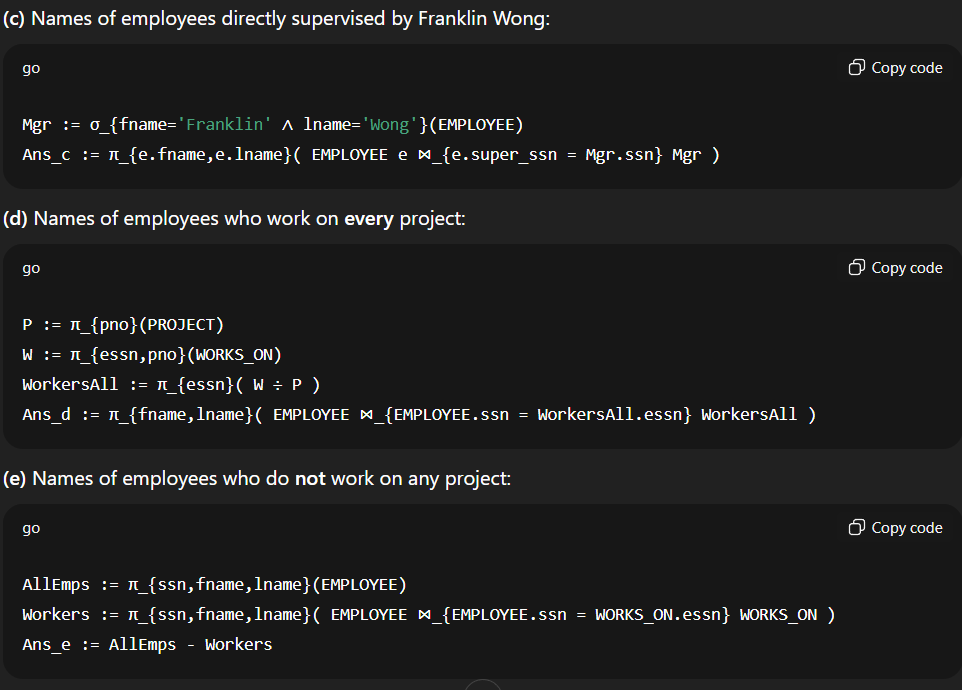 (c) Names of employees directly supervised by Franklin Wong:
go
Copy code
Mgr := σ_{fname='Franklin' ∧ lname='Wong'}(EMPLOYEE)
Ans_c := π_{e.fname,e.lname}( EMPLOYEE e ⋈_{e.super_ssn = Mgr.ssn} Mgr )
(d) Names of employees who work on every project:
go
Copy code
P := π_{pno}(PROJECT)
W := π_{essn,pno}(WORKS_ON)
WorkersAll := π_{essn}( W ÷ P )
Ans_d := π_{fname,lname}( EMPLOYEE ⋈_{EMPLOYEE.ssn = WorkersAll.essn} WorkersAll )
(e) Names of employees who do not work on any project:
go
Copy code
AllEmps := π_{ssn,fname,lname}(EMPLOYEE)
Workers := π_{ssn,fname,lname}( EMPLOYEE ⋈_{EMPLOYEE.ssn = WORKS_ON.essn} WORKS_ON )
Ans_e := AllEmps - Workers